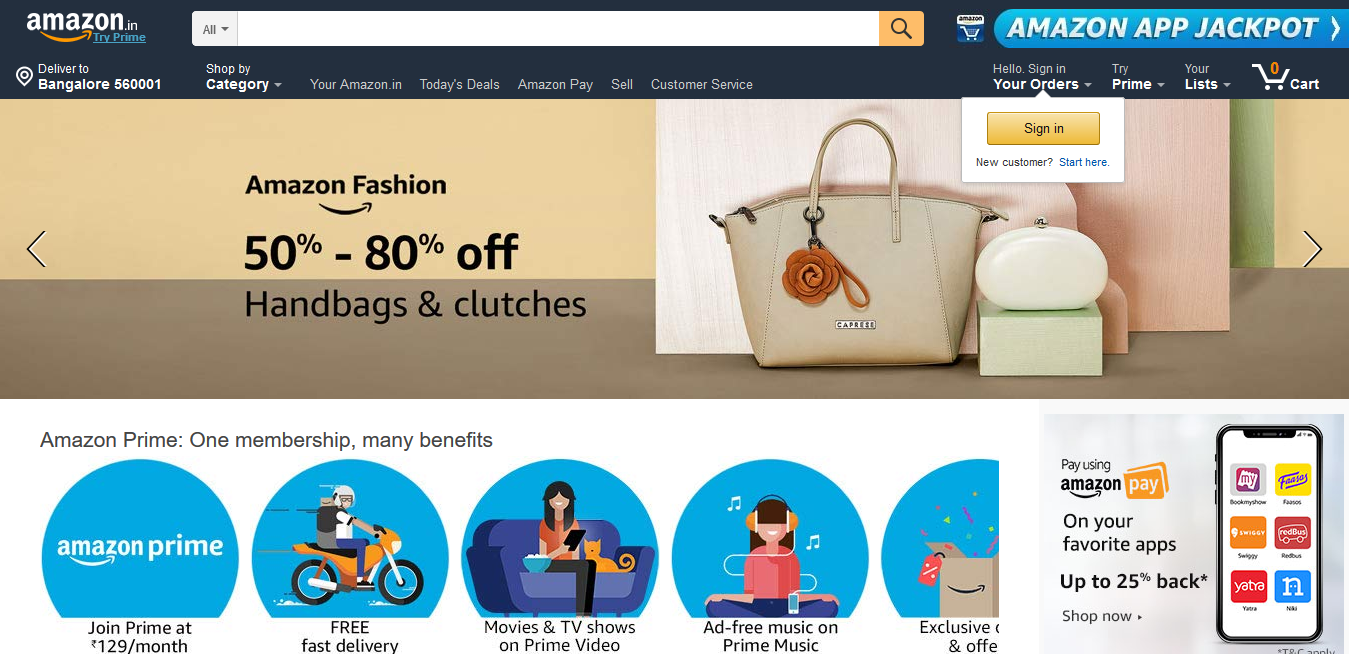 amazon.in
Try Prime
All
amazon
AMAZON APP JACKPOT
Deliver to
Bangalore 560001
Shop by
Category
Your Amazon.in
Today's Deals
Amazon Pay
Sell
Customer Service
Hello. Sign in
Your Orders
Try
Prime
Your
Lists
0
Cart
Sign in
New customer? Start here.
Amazon Fashion
50% - 80% off
Handbags & clutches
CAPRESE
Amazon Prime: One membership, many benefits
amazon prime
Join Prime at
₹129/month
FREE
fast delivery
Movies & TV shows
on Prime Video
Ad-free music on
Prime Music
Exclusive
& offe
Pay using
amazon pay
On your
favorite apps
Up to 25% back*
Shop now ▸
my
Bookmyshow
Faasos
Faasos
SWIGGY
Swiggy
redBus
Redbus
yatra
Yatra
n
Niki
*T&C apply